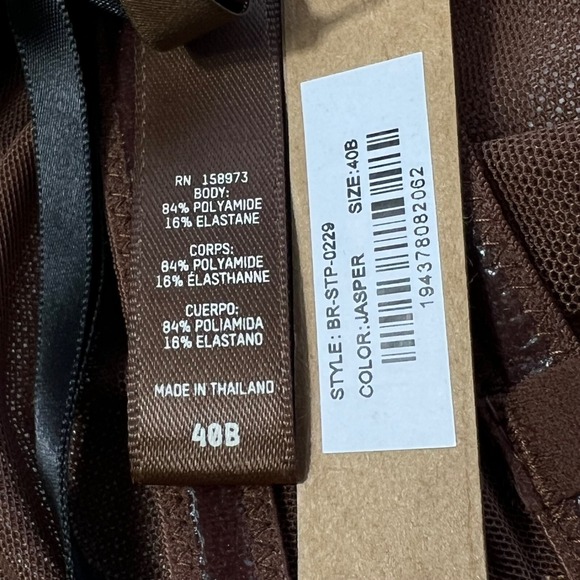 RN 158973
BODY:
84% POLYAMIDE
16% ELASTANE
CORPS:
84% POLYAMIDE
16% ÉLASTHANNE
CUERPO:
84% POLIAMIDA
16% ELASTANO
MADE IN THAILAND
40B
STYLE: BR-STP-0229
COLOR:JASPER SIZE:40B
194378082062